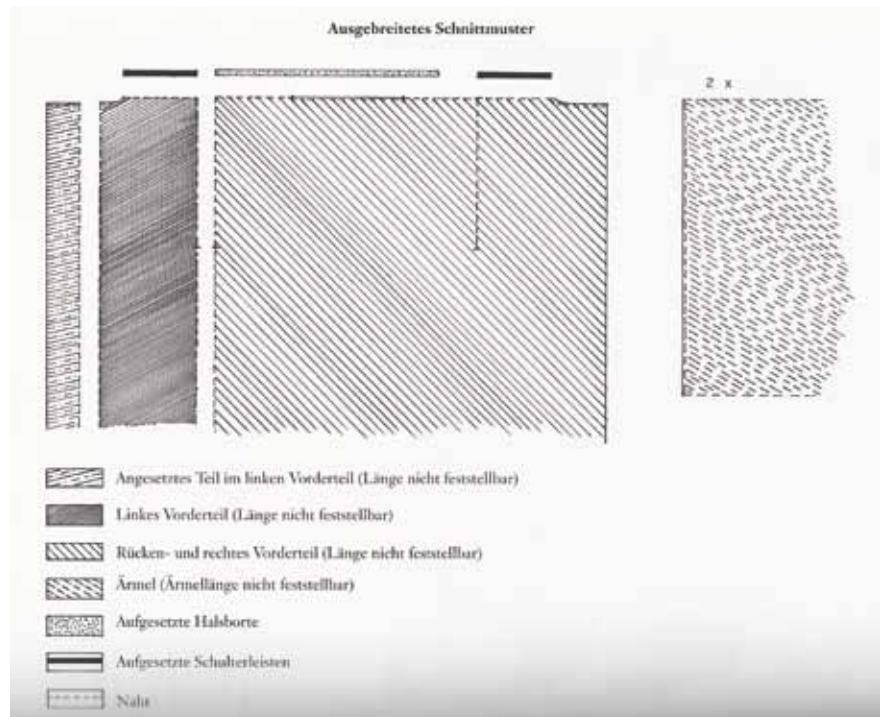 Ausgebreitetes Schnittmuster
2 x
Angesetztes Teil im linken Vorderteil (Länge nicht feststellbar)
Linkes Vorderteil (Länge nicht feststellbar)
Rücken- und rechtes Vorderteil (Länge nicht feststellbar)
Ärmel (Ärmellänge nicht feststellbar)
Aufgesetzte Halsborte
Aufgesetzte Schulterleisten
Naht